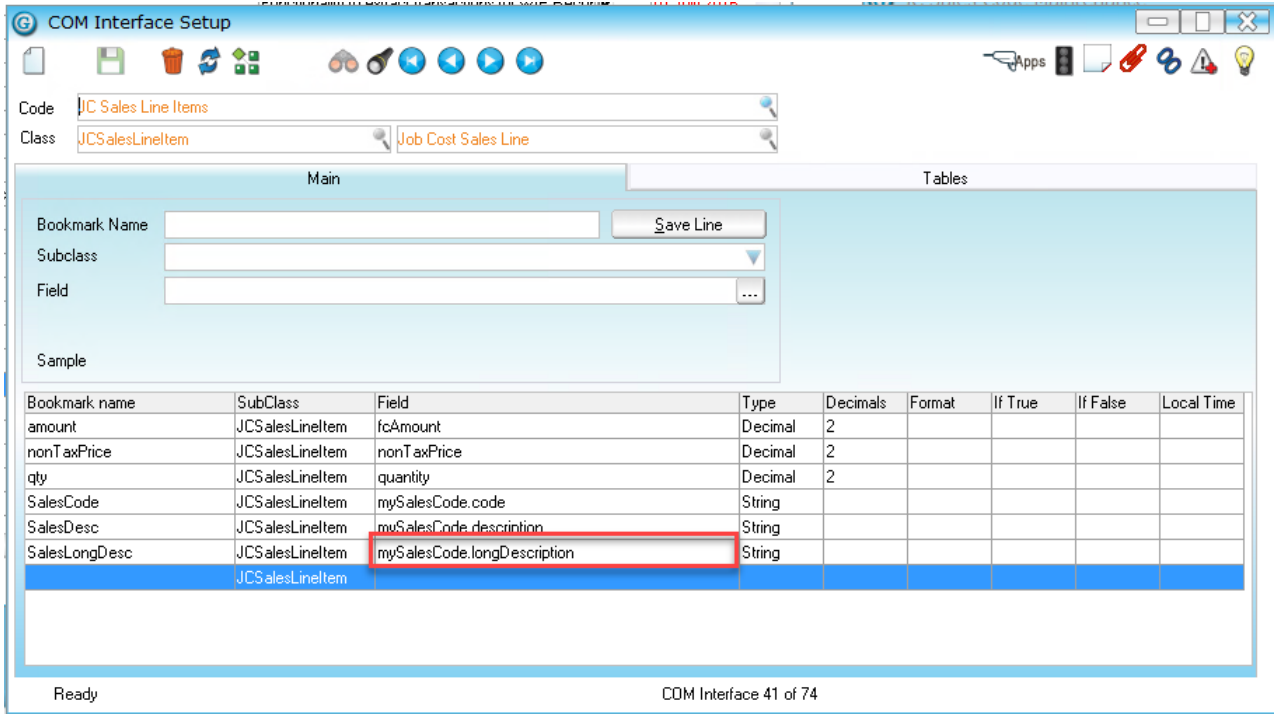 COM Interface Setup
Apps
Code JC Sales Line Items
Class JCSalesLineItem Job Cost Sales Line
Main Tables
Bookmark Name Save Line
Subclass
Field ...
Sample
Bookmark name SubClass Field Type Decimals Format If True If False Local Time
amount JCSalesLineItem fcAmount Decimal 2
nonTaxPrice JCSalesLineItem nonTaxPrice Decimal 2
qty JCSalesLineItem quantity Decimal 2
SalesCode JCSalesLineItem mySalesCode.code String
SalesDesc JCSalesLineItem mySalesCode.description String
SalesLongDesc JCSalesLineItem mySalesCode.longDescription String
JCSalesLineItem
Ready COM Interface 41 of 74